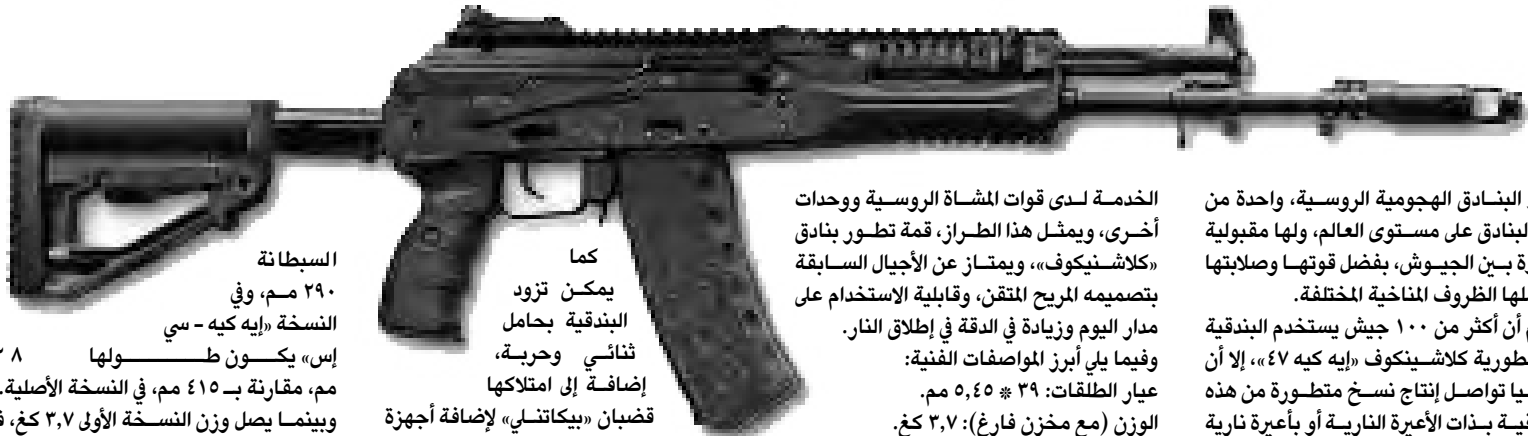 البنادق الهجومية الروسية، واحدة من
البنادق على مستوى العالم، ولها مقبولية
بين الجيوش، بفضل قوتها وصلابتها
الظروف المناخية المختلفة.
أن أكثر من ١٠٠ جيش يستخدم البندقية
كلاشينكوف «إيه كيه ٤٧»، إلا أن
تواصل إنتاج نسخ متطورة من هذه
بذات الأعيرة النارية أو بأعيرة نارية
الخدمة لدى قوات المشاة الروسية ووحدات
أخرى، ويمثل هذا الطراز، قمة تطور بنادق
«كلاشنيكوف»، ويمتاز عن الأجيال السابقة
بتصميمه المريح المتقن، وقابلية الاستخدام على
مدار اليوم وزيادة في الدقة في إطلاق النار.
وفيما يلي أبرز المواصفات الفنية:
عيار الطلقات: ٣٩ * ٥,٤٥ مم.
الوزن (مع مخزن فارغ): ٣,٧ كغ.
كما
يمكن تزود
البندقية بحامل
ثنائي وحربة،
إضافة إلى امتلاكها
قضبان «بيكاتنلي» لإضافة أجهزة
السبطانة
٢٩٠ مم، وفي
النسخة «إيه كيه - سي
إس» يكون طولها
مم، مقارنة بـ ٤١٥ مم، في النسخة الأصلية.
وبينما يصل وزن النسخة الأولى ٣,٧ كغ،